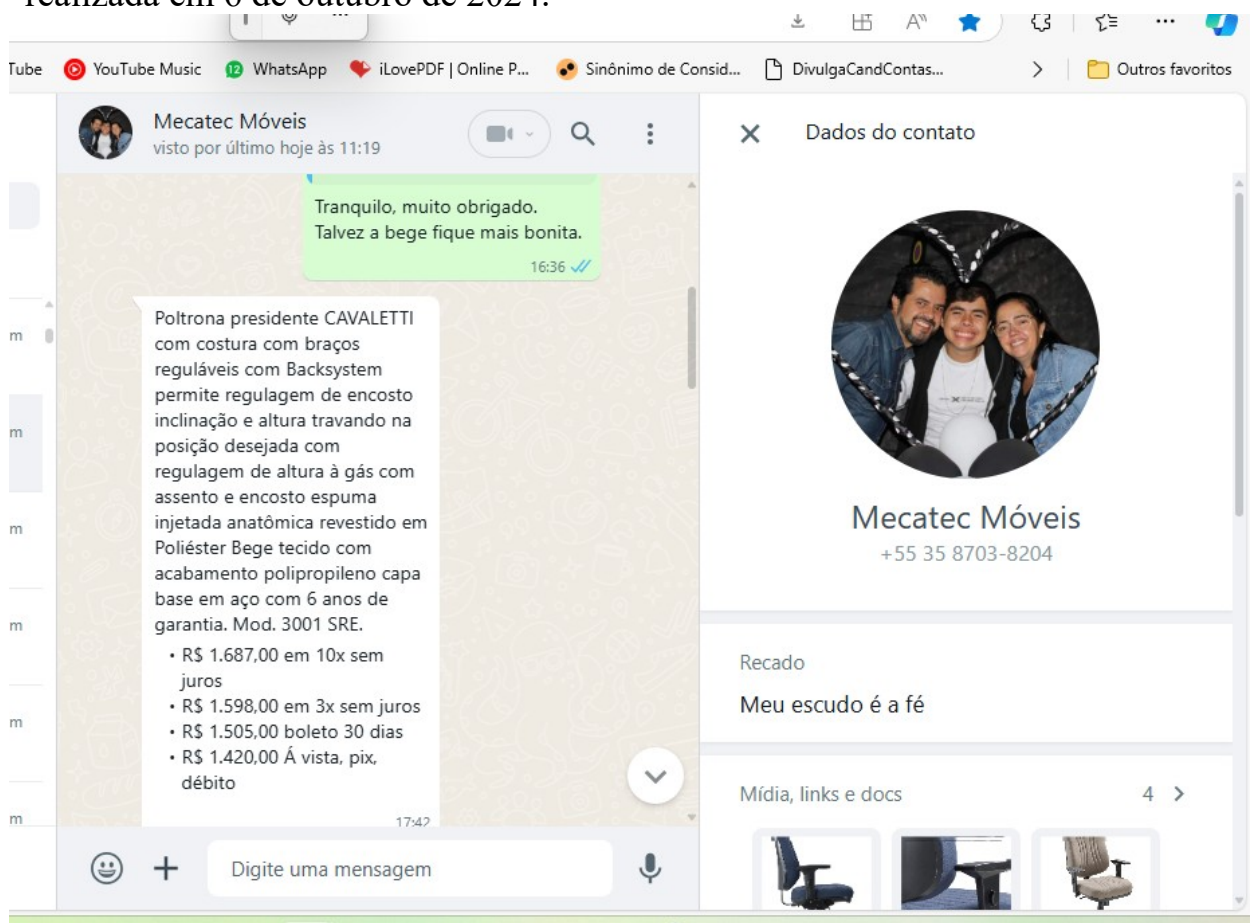 realizada em 6 de outubro de 2024.
Tube
YouTube Music
12
WhatsApp
iLovePDF | Online P...
Sinônimo de Consid...
DivulgaCandContas...
Outros favoritos
Mecatec Móveis
visto por último hoje às 11:19
Dados do contato
Tranquilo, muito obrigado.
Talvez a bege fique mais bonita.
16:36
Poltrona presidente CAVALETTI
com costura com braços
reguláveis com Backsystem
permite regulagem de encosto
inclinação e altura travando na
posição desejada com
regulagem de altura à gás com
assento e encosto espuma
injetada anatômica revestido em
Poliéster Bege tecido com
acabamento polipropileno capa
base em aço com 6 anos de
garantia. Mod. 3001 SRE.
• R$ 1.687,00 em 10x sem
juros
• R$ 1.598,00 em 3x sem juros
• R$ 1.505,00 boleto 30 dias
• R$ 1.420,00 Á vista, pix,
débito
17:42
Digite uma mensagem
m
m
m
m
m
m
Mecatec Móveis
+55 35 8703-8204
Recado
Meu escudo é a fé
Mídia, links e docs
4